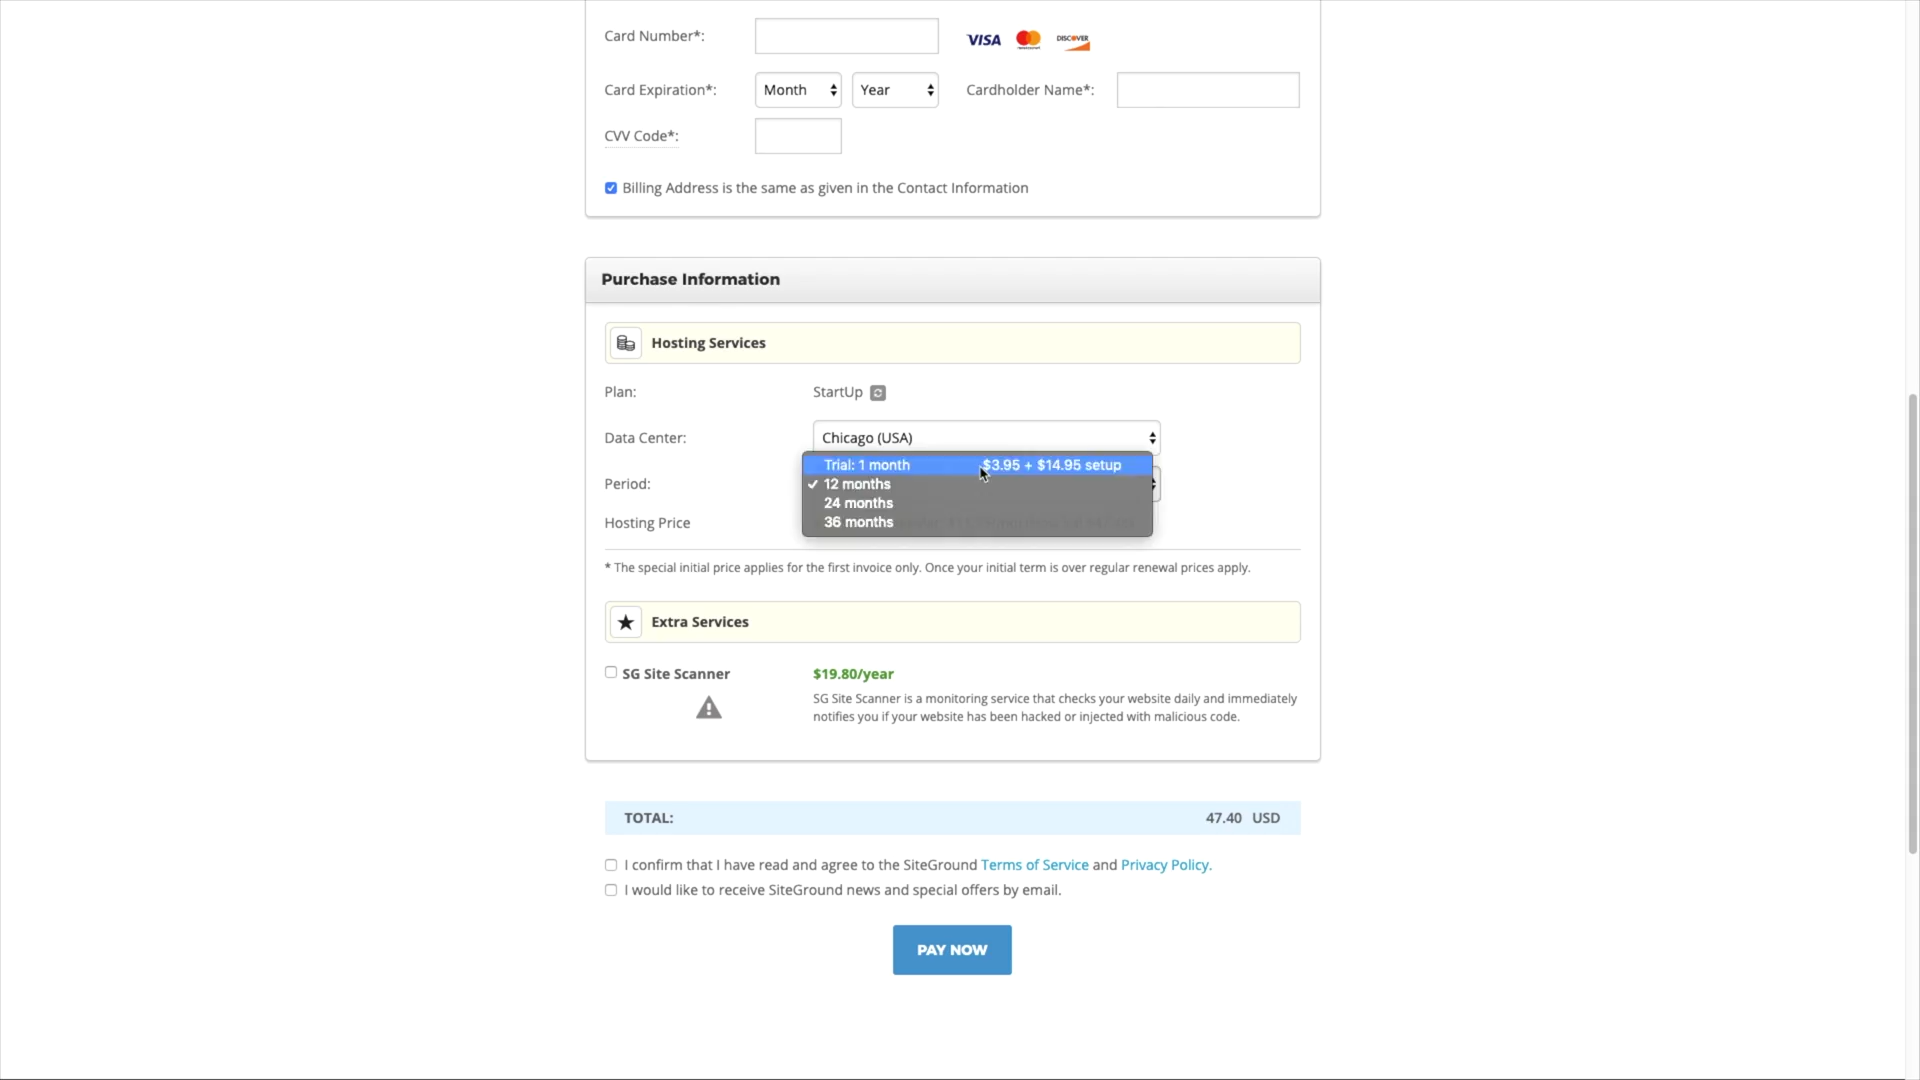 Card Number*:
VISA
DISCOVER
Card Expiration*: Month Year Cardholder Name*:
CVV Code*:
Billing Address is the same as given in the Contact Information
Purchase Information
Hosting Services
Plan: StartUp
Data Center: Chicago (USA)
Trial: 1 month $3.95 + $14.95 setup
Period: ✓ 12 months
24 months
Hosting Price 36 months
* The special initial price applies for the first invoice only. Once your initial term is over regular renewal prices apply.
Extra Services
SG Site Scanner $19.80/year
SG Site Scanner is a monitoring service that checks your website daily and immediately
notifies you if your website has been hacked or injected with malicious code.
TOTAL: 47.40 USD
I confirm that I have read and agree to the SiteGround Terms of Service and Privacy Policy.
I would like to receive SiteGround news and special offers by email.
PAY NOW